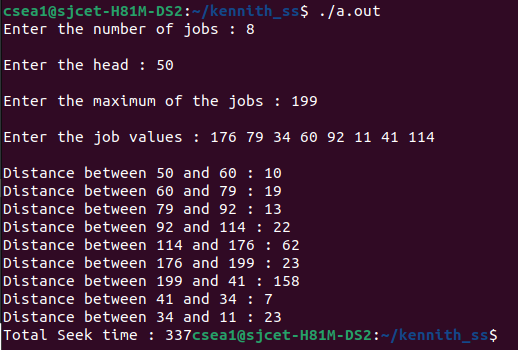 csea1@sjcet-H81M-DS2:~/kennith_ss$ ./a.out
Enter the number of jobs : 8
Enter the head : 50
Enter the maximum of the jobs : 199
Enter the job values : 176 79 34 60 92 11 41 114
Distance between 50 and 60 : 10
Distance between 60 and 79 : 19
Distance between 79 and 92 : 13
Distance between 92 and 114 : 22
Distance between 114 and 176 : 62
Distance between 176 and 199 : 23
Distance between 199 and 41 : 158
Distance between 41 and 34 : 7
Distance between 34 and 11 : 23
Total Seek time : 337csea1@sjcet-H81M-DS2:~/kennith_ss$